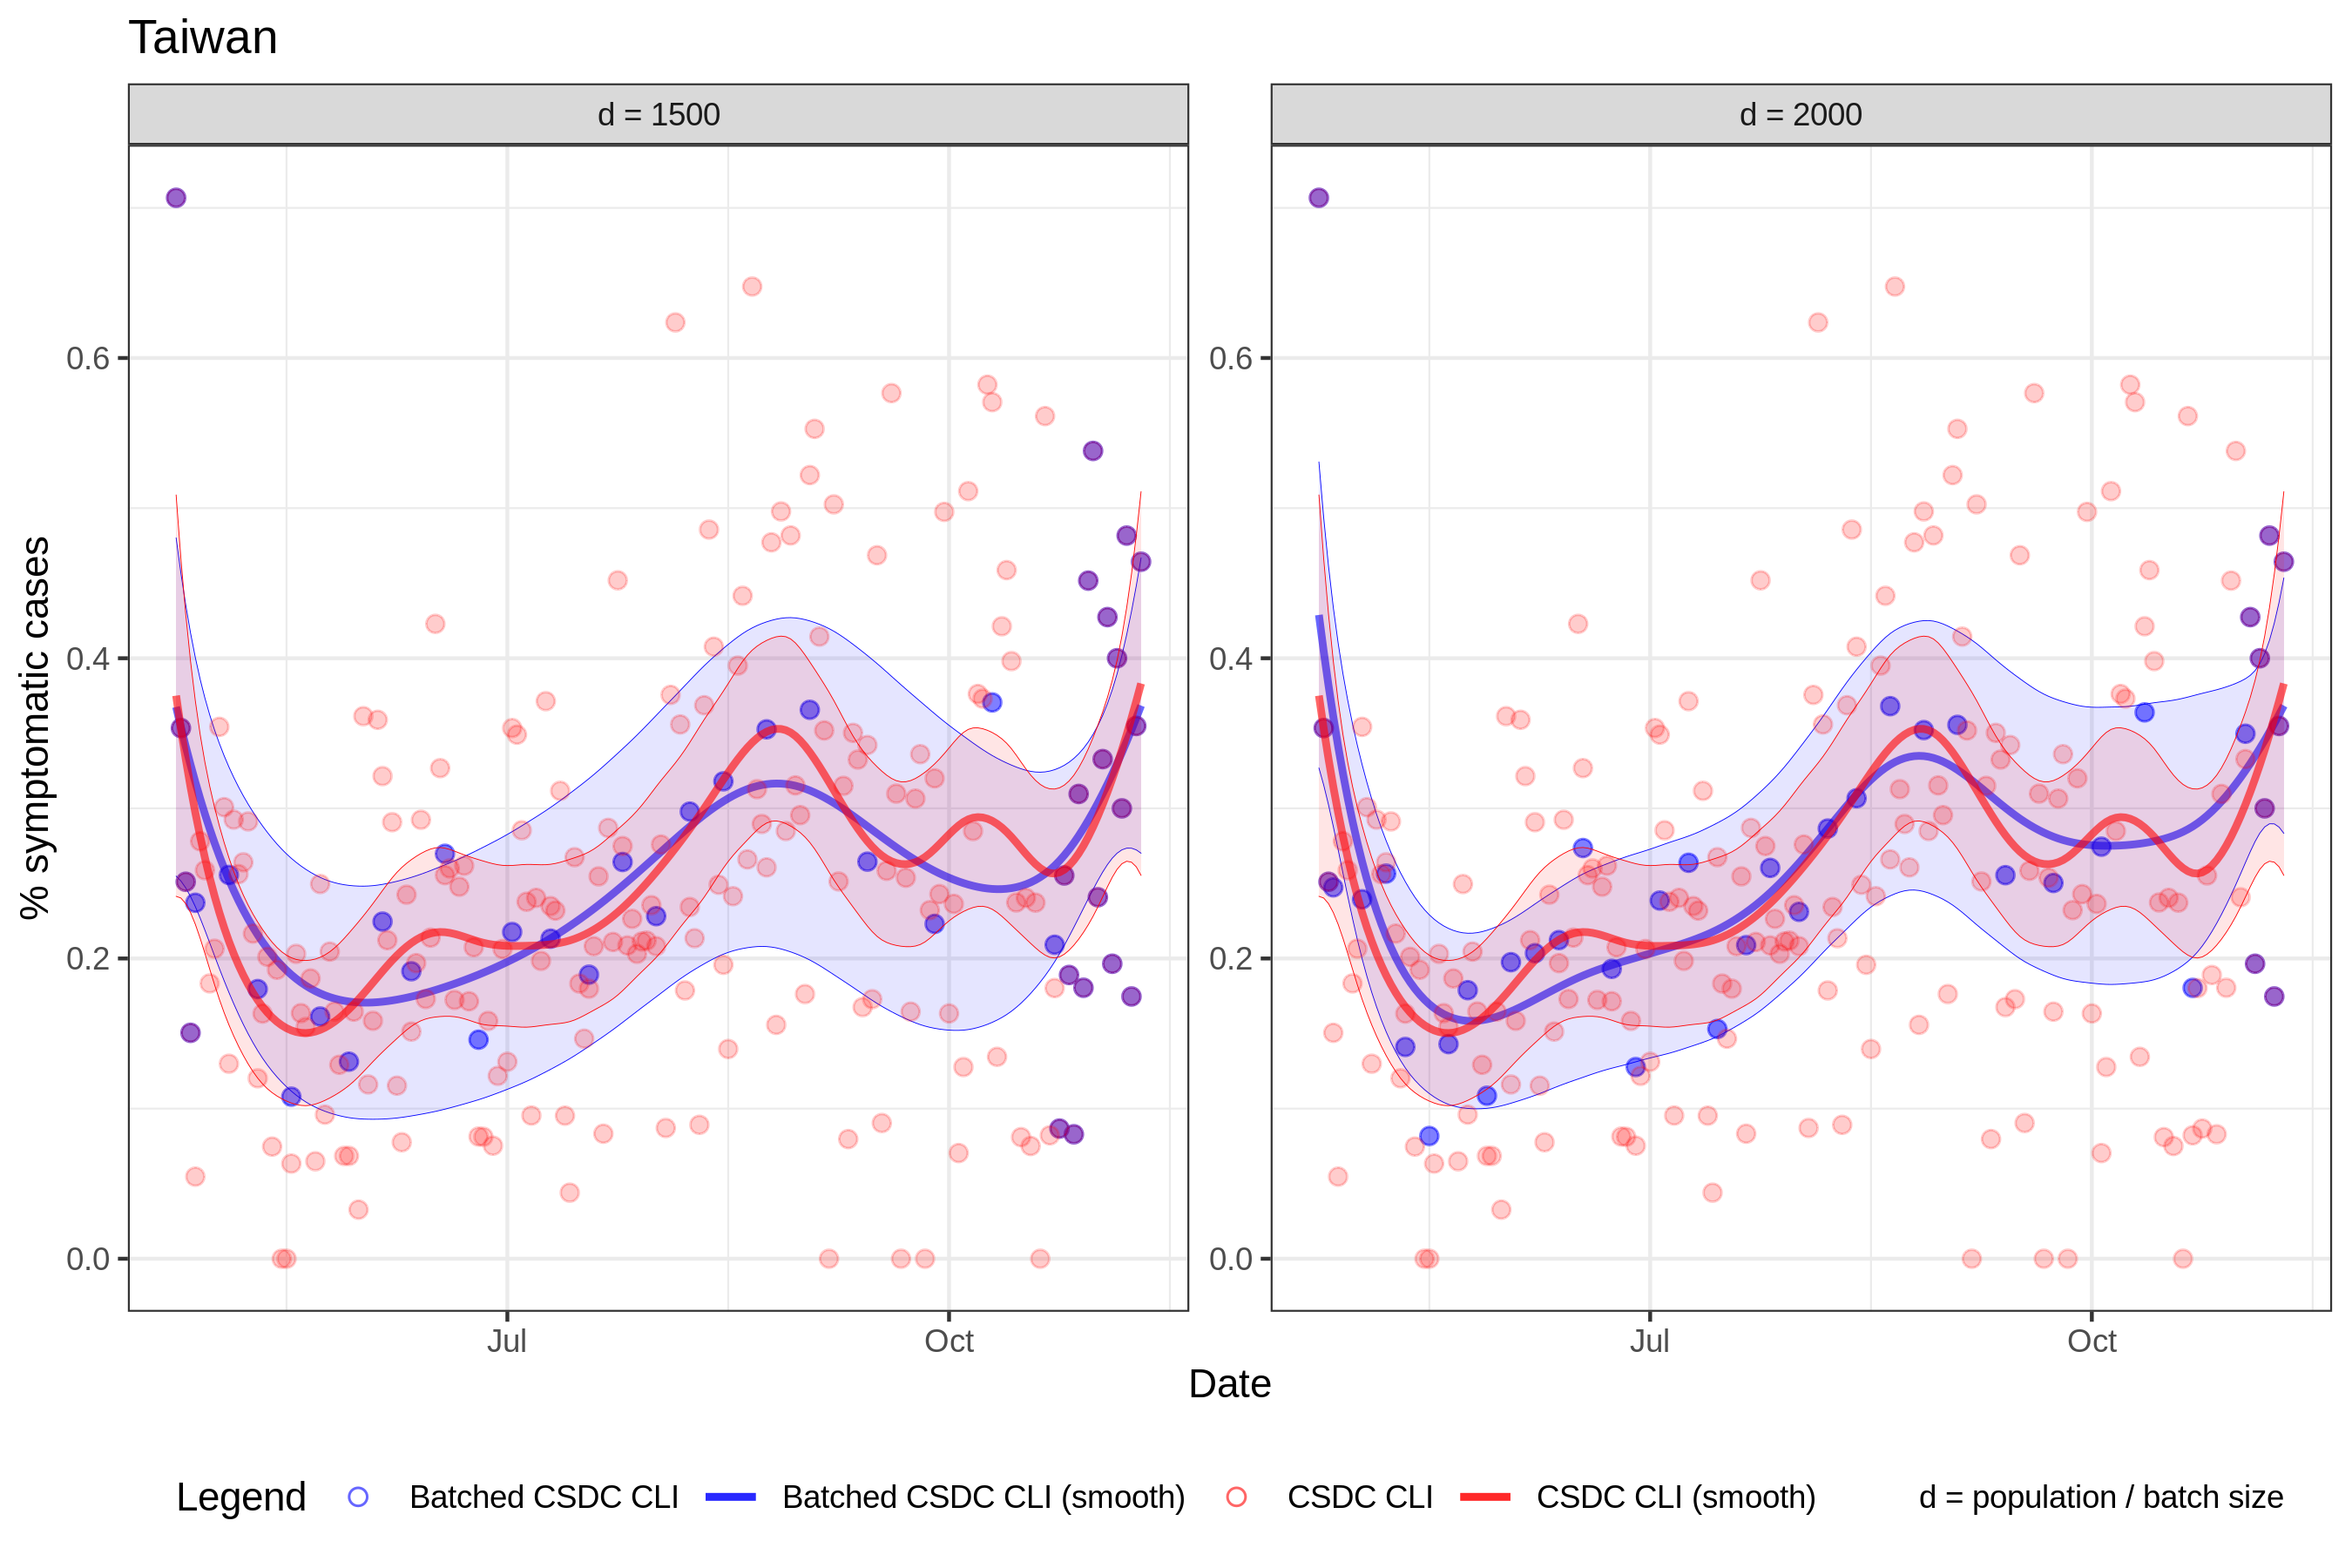 Taiwan
d = 1500
d = 2000
% symptomatic cases
0.6
0.4
0.2
0.0
0.6
0.4
0.2
0.0
Jul
Oct
Jul
Oct
Date
Legend
Batched CSDC CLI
Batched CSDC CLI (smooth)
CSDC CLI
CSDC CLI (smooth)
d = population / batch size